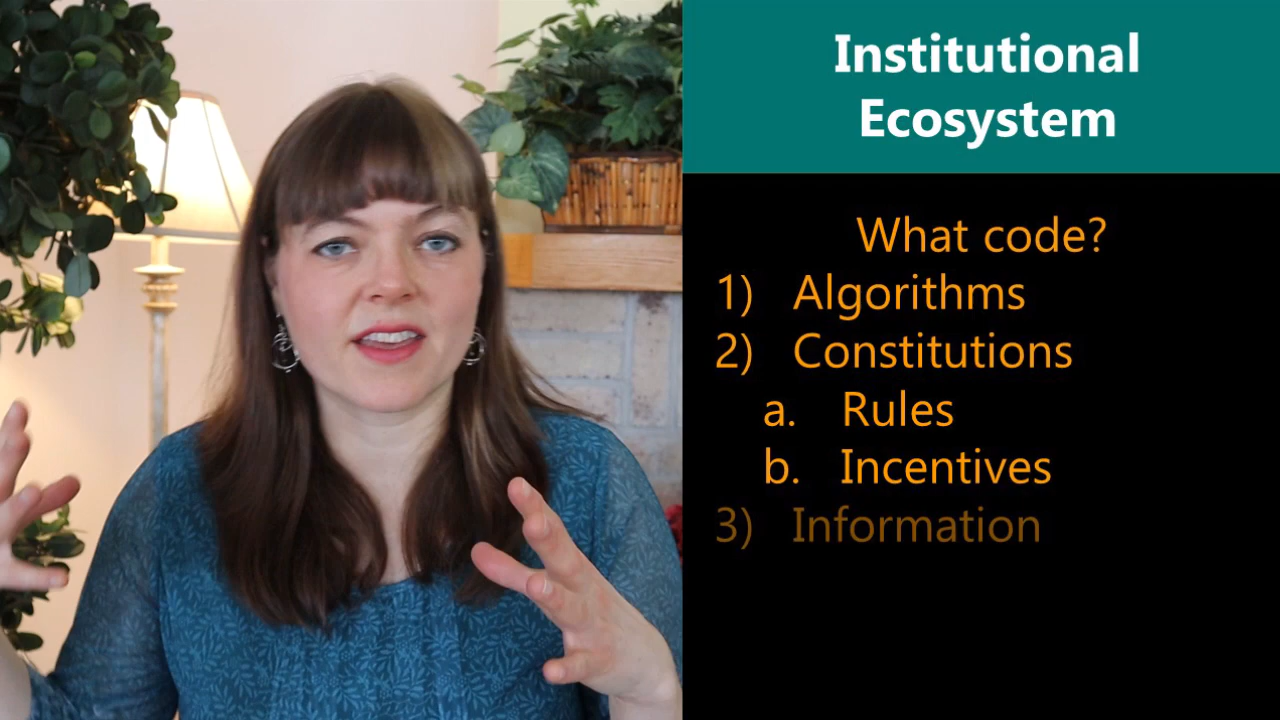 Institutional
Ecosystem
What code?
1) Algorithms
2) Constitutions
a. Rules
b. Incentives
3) Information